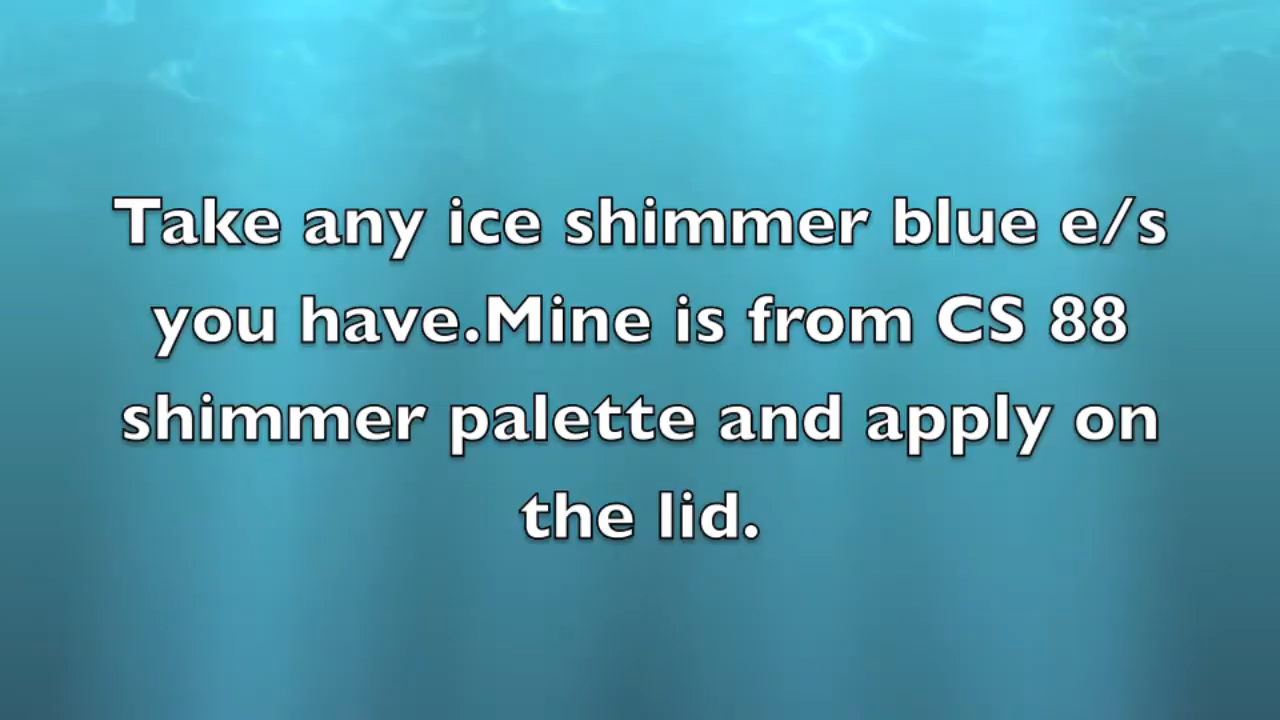 Take any ice shimmer blue e/s
you have.Mine is from CS 88
shimmer palette and apply on
the lid.